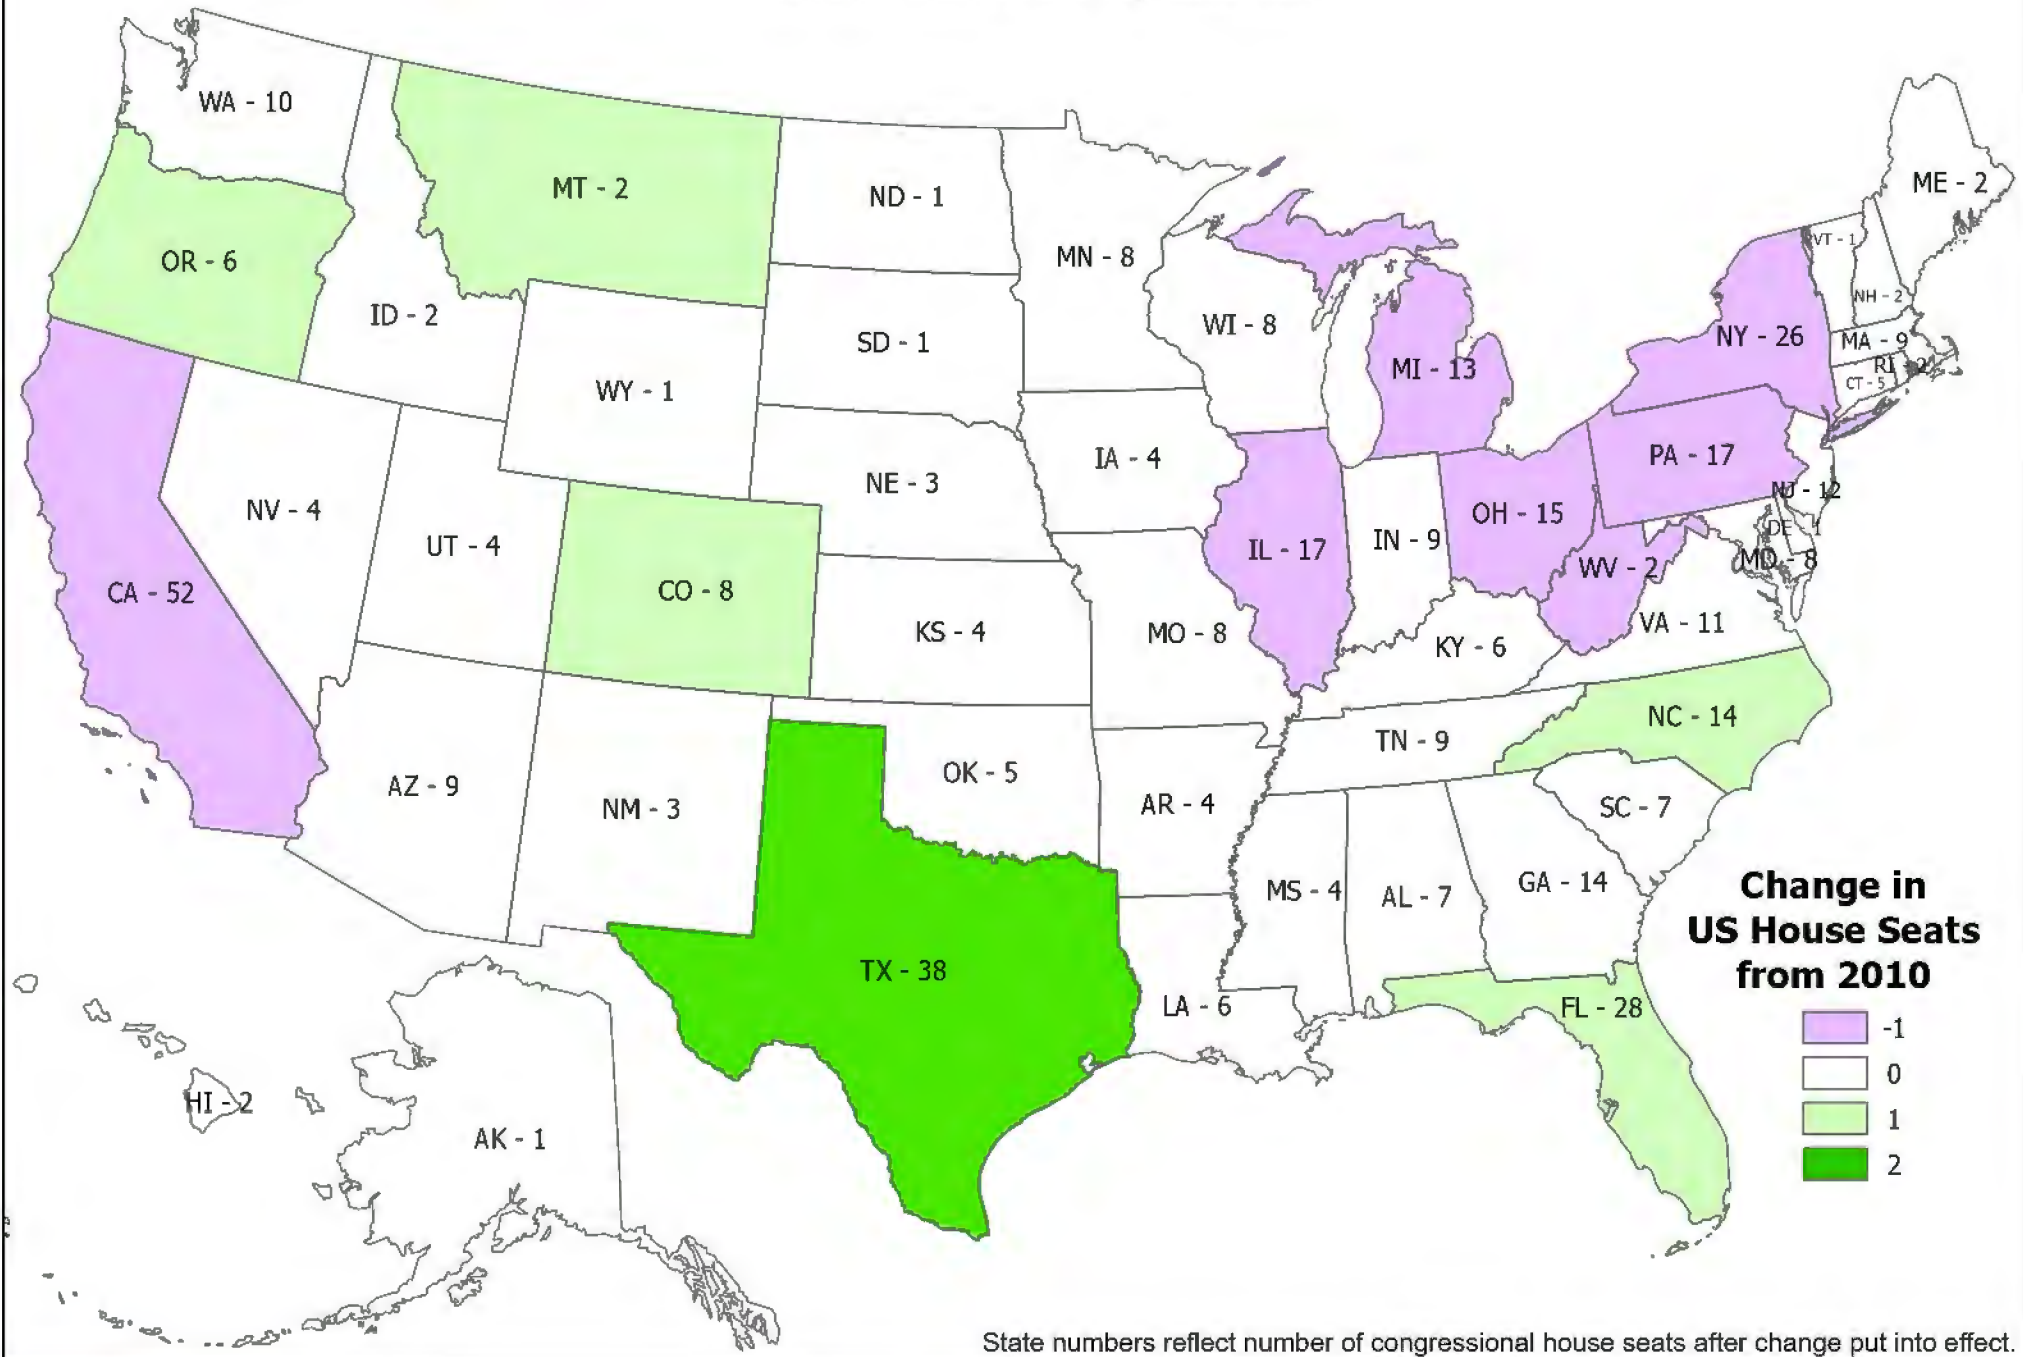 WA - 10
MT - 2
ND - 1
ME - 2
OR - 6
MN - 8
VT - 1
ID - 2
NH - 2
SD - 1
WI - 8
NY - 26
MA - 9
MI - 13
RI - 2
CT - 5
WY - 1
IA - 4
PA - 17
NE - 3
NJ - 12
NV - 4
OH - 15
DE - 1
UT - 4
IL - 17
IN - 9
MD - 8
WV - 2
CA - 52
CO - 8
KS - 4
MO - 8
VA - 11
KY - 6
NC - 14
TN - 9
AZ - 9
OK - 5
NM - 3
AR - 4
SC - 7
MS - 4
AL - 7
GA - 14
Change in
US House Seats
from 2010
TX - 38
LA - 6
FL - 28
-1
0
1
2
HI - 2
AK - 1
State numbers reflect number of congressional house seats after change put into effect.